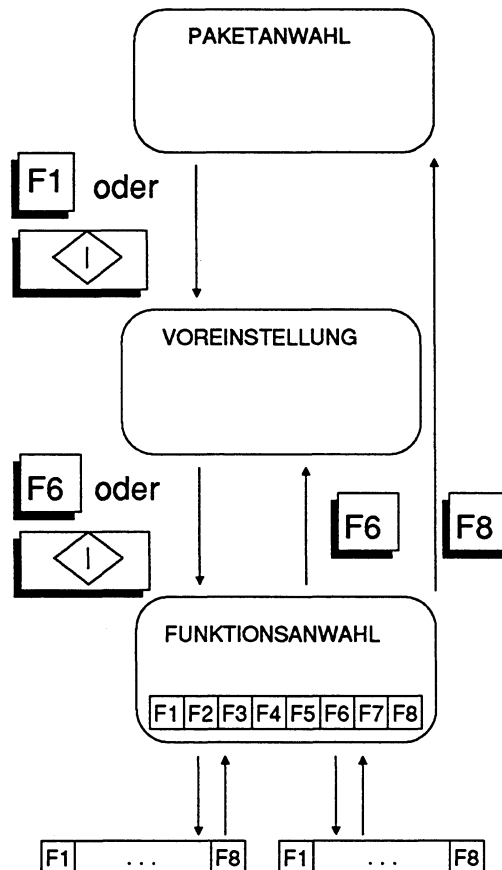 PAKETANWAHL
F1 oder
I
VOREINSTELLUNG
F6 oder
I
F6
F8
FUNKTIONSANWAHL
F1 F2 F3 F4 F5 F6 F7 F8
F1 ... F8
F1 ... F8